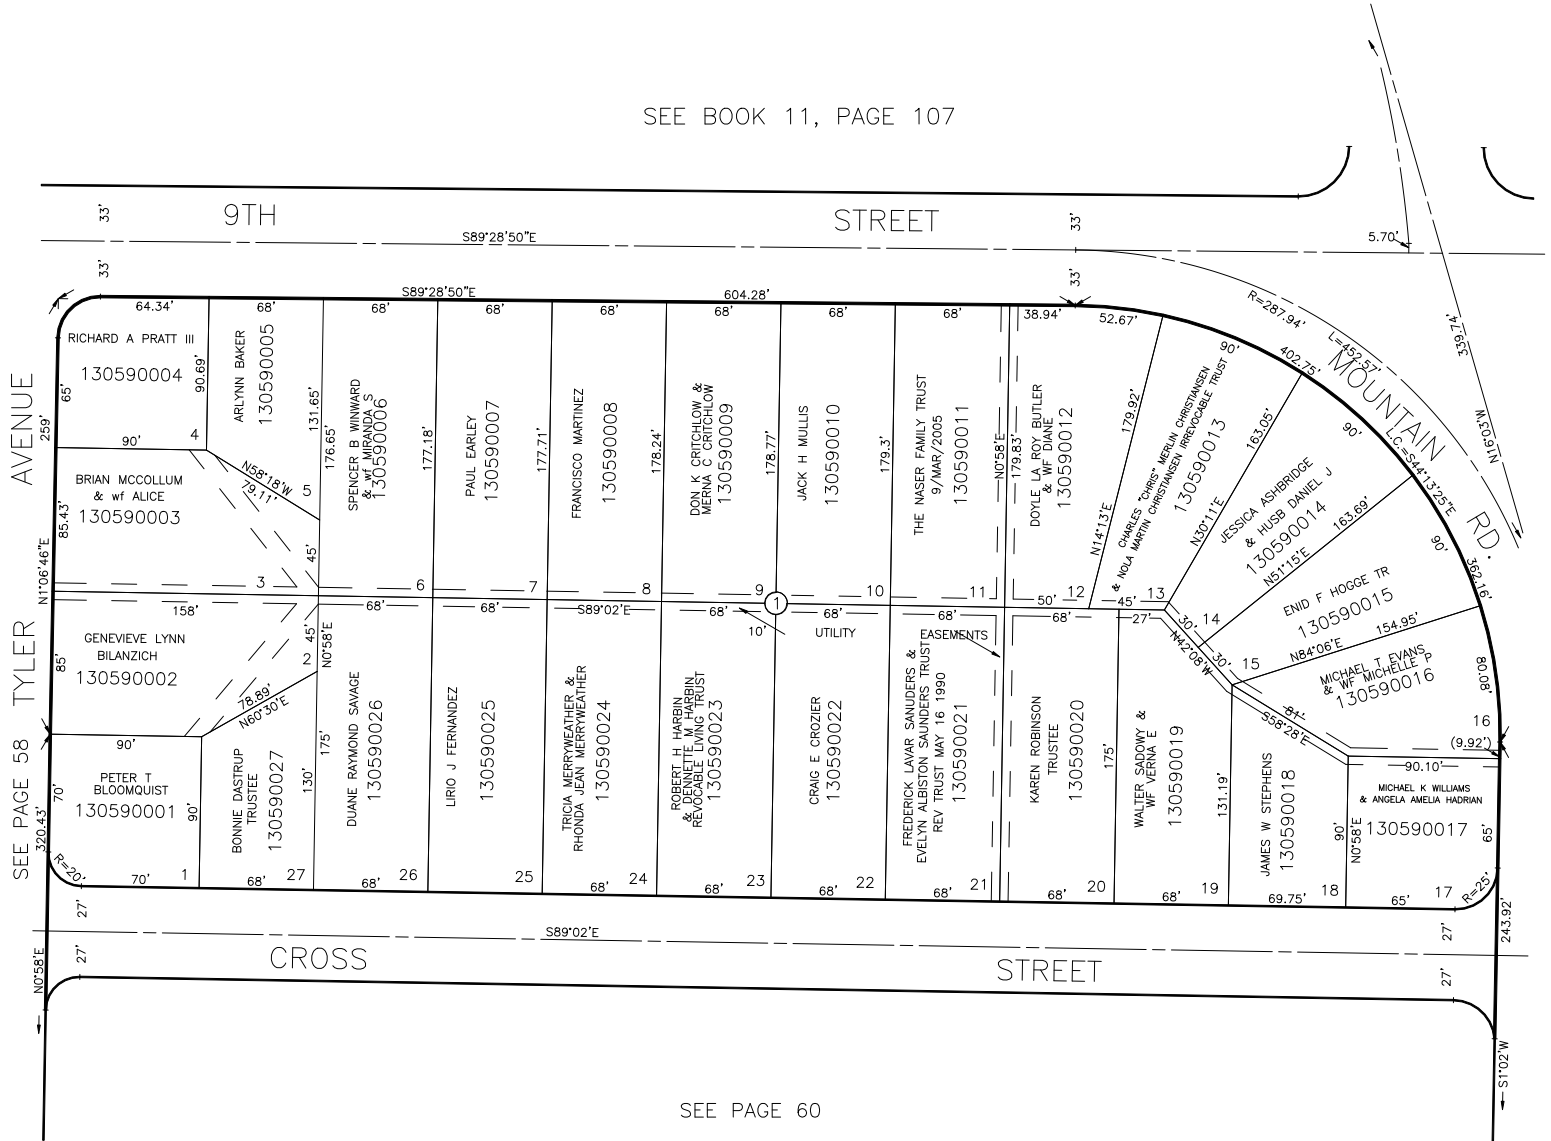 SEE BOOK 11, PAGE 107
9TH STREET
33'
33'
33'
33'
S89°28'50"E
5.70'
339.74'
N16°03'W
R=287.94'
L=452.57'
L.C.=S44°13'25"E
MOUNTAIN RD.
S89°28'50"E
604.28'
402.75'
362.16'
SEE PAGE 58
TYLER AVENUE
259'
N1°06'46"E
320.43'
N0°58'E
64.34'
RICHARD A PRATT III
130590004
65'
90.69'
90'
4
68'
ARLYNN BAKER
130590005
131.65'
N58°18'W
79.11'
5
45'
BRIAN MCCOLLUM
& wf ALICE
130590003
85.43'
3
158'
68'
SPENCER B WINWARD
& wf MIRANDA S
130590006
176.65'
6
68'
68'
PAUL EARLEY
130590007
177.18'
7
68'
68'
FRANCISCO MARTINEZ
130590008
177.71'
8
S89°02'E
68'
DON K CRITCHLOW &
MERNA C CRITCHLOW
130590009
178.24'
9
68'
10'
1
68'
JACK H MULLIS
130590010
178.77'
10
68'
UTILITY EASEMENTS
68'
THE NASER FAMILY TRUST
9/MAR/2005
130590011
179.3'
11
68'
N0°58'E
179.83'
38.94'
52.67'
DOYLE LA ROY BUTLER
& WF DIANE
130590012
12
50'
68'
179.92'
N14°13'E
90'
CHARLES "CHRIS" MERLIN CHRISTIANSEN
& NOLA MARTIN CHRISTIANSEN IRREVOCABLE TRUST
130590013
45'
13
27'
163.05'
N30°11'E
90'
JESSICA ASHBRIDGE
& HUSB DANIEL J
130590014
163.69'
N51°15'E
30'
14
N42°08'W
90'
ENID F HOGGE TR
130590015
154.95'
N84°06'E
30'
15
MICHAEL T EVANS
& WF MICHELLE P
130590016
80.08'
16
81'
S58°28'E
(9.92')
90.10'
GENEVIEVE LYNN
BILANZICH
130590002
85'
2
45'
N0°58'E
78.89'
N60°30'E
90'
PETER T
BLOOMQUIST
130590001
70'
90'
R=20'
70'
1
BONNIE DASTRUP
TRUSTEE
130590027
130'
175'
68'
27
DUANE RAYMOND SAVAGE
130590026
68'
26
LIRIO J FERNANDEZ
130590025
25
TRICIA MERRYWEATHER &
RHONDA JEAN MERRYWEATHER
130590024
68'
24
ROBERT H HARBIN
& DENNETTE M HARBIN
REVOCABLE LIVING TRUST
130590023
68'
23
CRAIG E CROZIER
130590022
68'
22
FREDERICK LAVAR SANUDERS &
EVELYN ALBISTON SAUNDERS TRUST
REV TRUST MAY 16 1990
130590021
68'
21
KAREN ROBINSON
TRUSTEE
130590020
175'
68'
20
WALTER SADOWY &
WF VERNA E
130590019
131.19'
68'
19
JAMES W STEPHENS
130590018
90'
69.75'
18
N0°58'E
MICHAEL K WILLIAMS
& ANGELA AMELIA HADRIAN
130590017
65'
65'
17
R=25'
243.92'
27'
27'
27'
27'
S89°02'E
CROSS STREET
S1°02'W
SEE PAGE 60